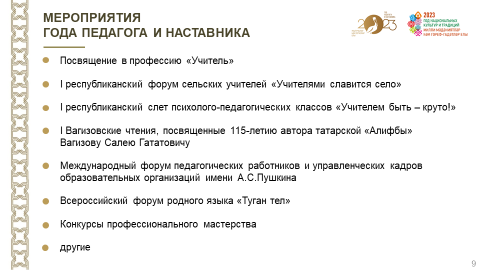 МЕРОПРИЯТИЯ
ГОДА ПЕДАГОГА И НАСТАВНИКА
2023
2023
Посвящение в профессию «Учитель»
I республиканский форум сельских учителей «Учителями славится село»
I республиканский слет психолого-педагогических классов «Учителем быть – круто!»
I Вагизовские чтения, посвященные 115-летию автора татарской «Алифбы»
Вагизову Салею Гататовичу
Международный форум педагогических работников и управленческих кадров
образовательных организаций имени А.С.Пушкина
Всероссийский форум родного языка «Туган тел»
Конкурсы профессионального мастерства
другие
9